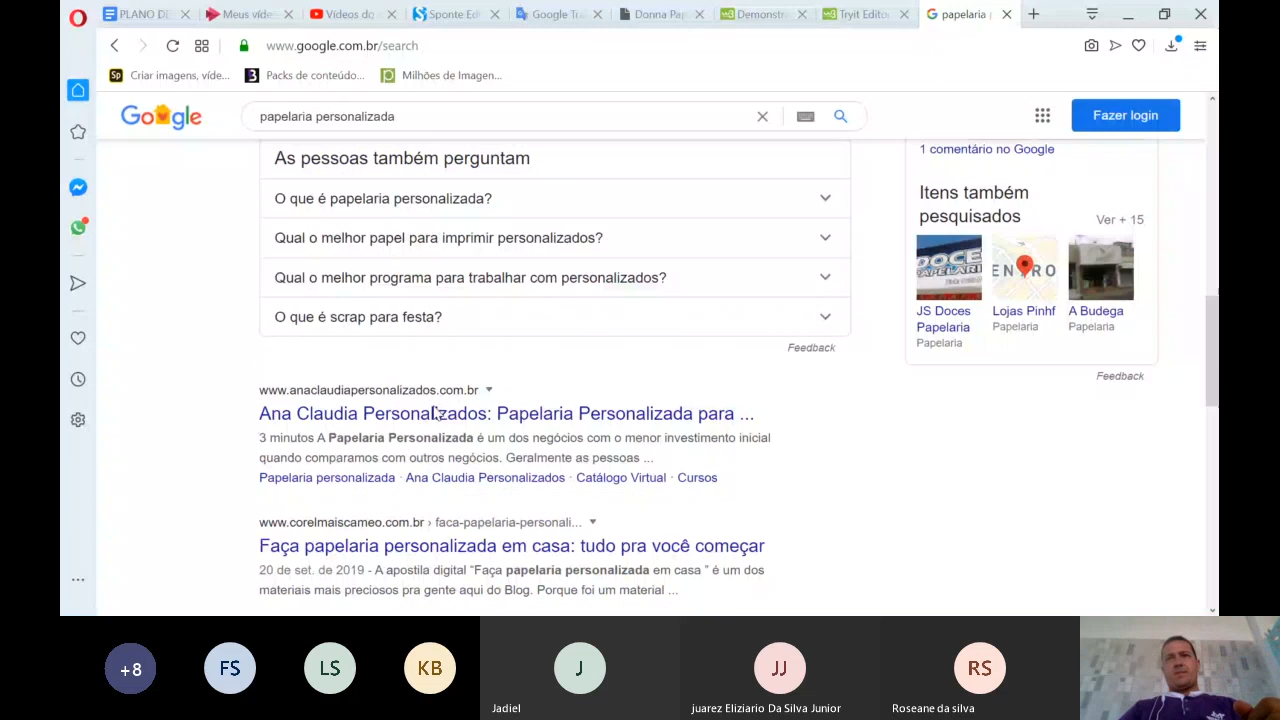 PLANO DE
Meus víde
Vídeos do
Sponte Edi
Google Tra
Donna Pap
Demonstr
Tryit Edito
papelaria
www.google.com.br/search
Sp Criar imagens, víde...
Packs de conteúdo...
Milhões de Imagen...
Google
papelaria personalizada
Fazer login
As pessoas também perguntam
O que é papelaria personalizada?
Qual o melhor papel para imprimir personalizados?
Qual o melhor programa para trabalhar com personalizados?
O que é scrap para festa?
Feedback
www.anaclaudiapersonalizados.com.br
Ana Claudia Personalizados: Papelaria Personalizada para ...
3 minutos A Papelaria Personalizada é um dos negócios com o menor investimento inicial
quando comparamos com outros negócios. Geralmente as pessoas ...
Papelaria personalizada · Ana Claudia Personalizados · Catálogo Virtual · Cursos
www.corelmaiscameo.com.br › faca-papelaria-personali...
Faça papelaria personalizada em casa: tudo pra você começar
20 de set. de 2019 - A apostila digital “Faça papelaria personalizada em casa ” é um dos
materiais mais preciosos pra gente aqui do Blog. Porque foi um material ...
1 comentário no Google
Itens também
pesquisados
Ver + 15
DOCE
PAPELARI
ENTRO
JS Doces
Papelaria
Papelaria
Lojas Pinhf
Papelaria
A Budega
Papelaria
Feedback
+8
FS
LS
KB
J
Jadiel
JJ
juarez Eliziario Da Silva Junior
RS
Roseane da silva